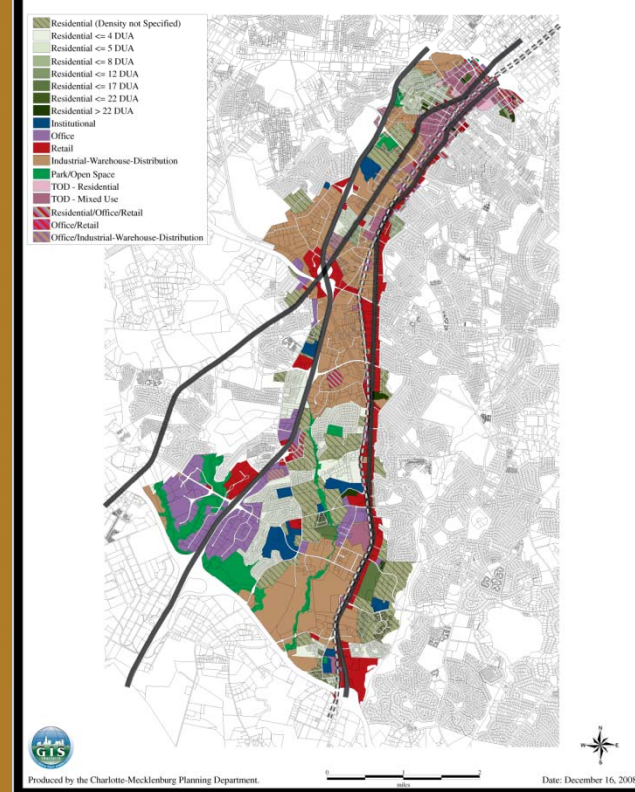 Residential (Density not Specified)
Residential <= 4 DUA
Residential <= 5 DUA
Residential <= 8 DUA
Residential <= 12 DUA
Residential <= 17 DUA
Residential <= 22 DUA
Residential > 22 DUA
Institutional
Office
Retail
Industrial-Warehouse-Distribution
Park/Open Space
TOD - Residential
TOD - Mixed Use
Residential/Office/Retail
Office/Retail
Office/Industrial-Warehouse-Distribution
N
W E
S
GIS
0 1 2
miles
Produced by the Charlotte-Mecklenburg Planning Department.
Date: December 16, 2008